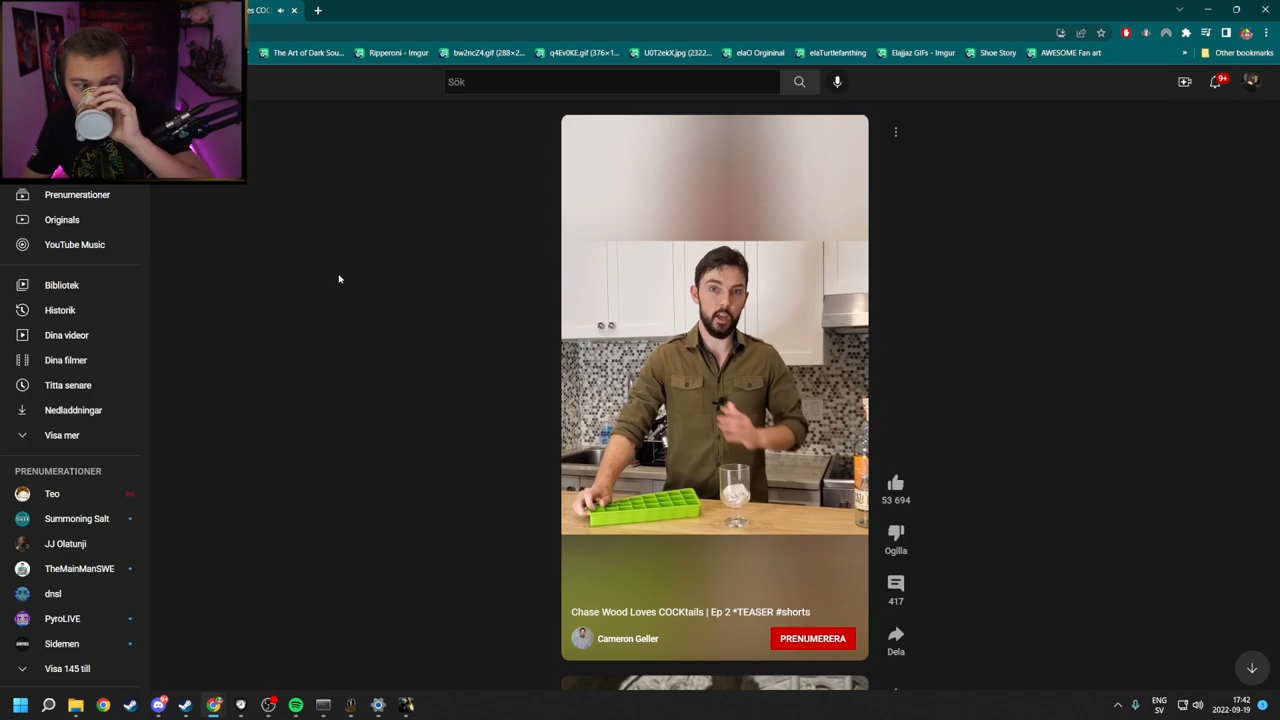 es COC
The Art of Dark Sou...
Ripperoni - Imgur
bw2ncZ4.gif (288×2...
q4Ev0KE.gif (376×1...
U0T2ekX.jpg (2322...
elaO Orginal
elaTurtlefanthing
Elajjaz GIFs - Imgur
Shoe Story
AWESOME Fan art
»
Other bookmarks
Sök
9+
Prenumerationer
Originals
YouTube Music
Bibliotek
Historik
Dina videor
Dina filmer
Titta senare
Nedladdningar
Visa mer
PRENUMERATIONER
Teo
Summoning Salt
JJ Olatunji
TheMainManSWE
dnsl
PyroLIVE
Sidemen
Visa 145 till
53 694
Ogilla
417
Dela
Chase Wood Loves COCKtails | Ep 2 *TEASER #shorts
Cameron Geller
PRENUMERERA
ENG
SV
17:42
2022-09-19